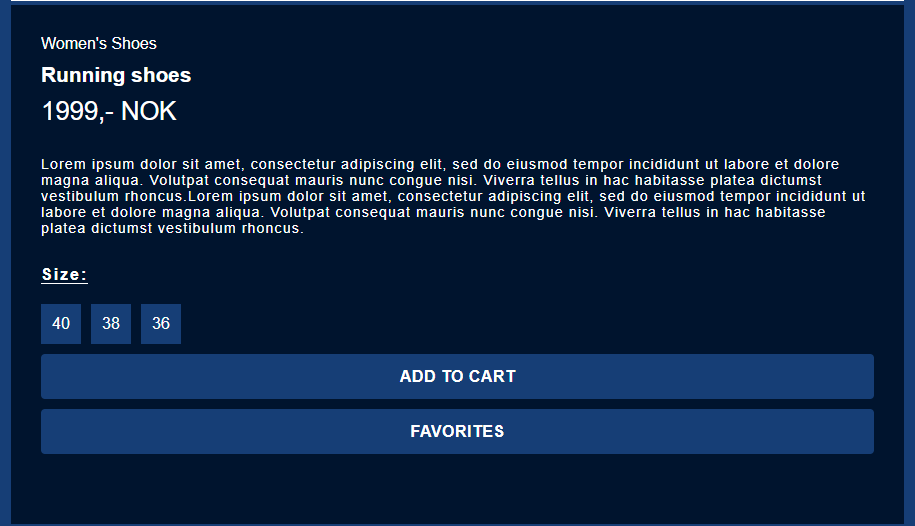 Women's Shoes
Running shoes
1999,- NOK
Lorem ipsum dolor sit amet, consectetur adipiscing elit, sed do eiusmod tempor incididunt ut labore et dolore
magna aliqua. Volutpat consequat mauris nunc congue nisi. Viverra tellus in hac habitasse platea dictumst
vestibulum rhoncus.Lorem ipsum dolor sit amet, consectetur adipiscing elit, sed do eiusmod tempor incididunt ut
labore et dolore magna aliqua. Volutpat consequat mauris nunc congue nisi. Viverra tellus in hac habitasse
platea dictumst vestibulum rhoncus.
Size:
40 38 36
ADD TO CART
FAVORITES